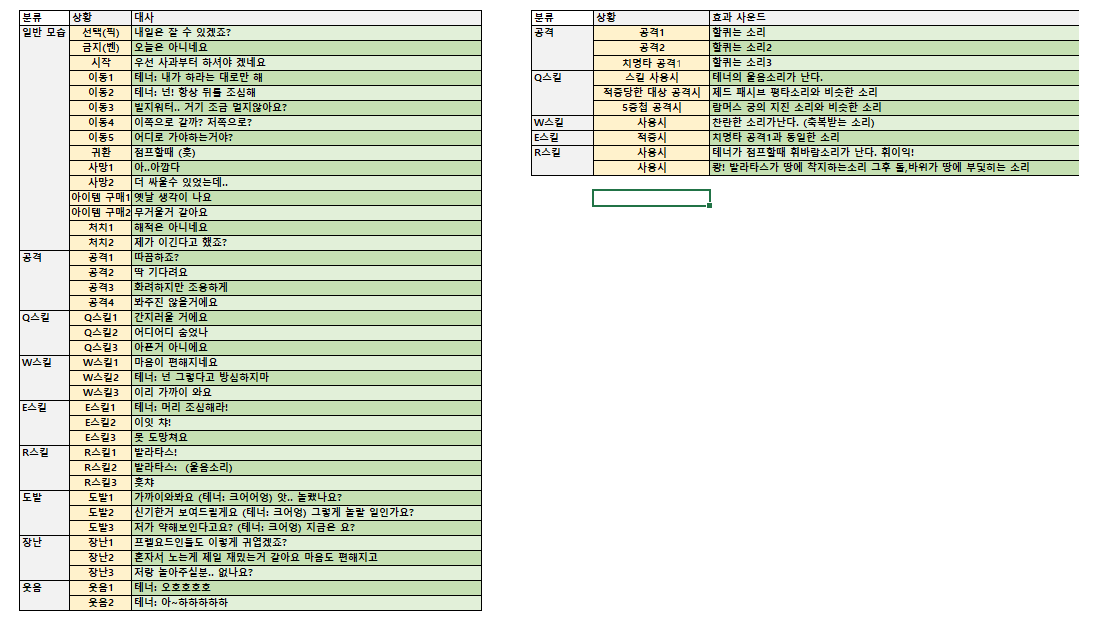 분류 상황 대사
일반 모습 선택(픽) 내일은 잘 수 있겠죠?
금지(벤) 오늘은 아니네요
시작 우선 사과부터 하셔야 겠네요
이동1 테너: 내가 하라는 대로만 해
이동2 테너: 넌! 항상 뒤를 조심해
이동3 발지워터.. 거기 조금 멀지않아요?
이동4 이쪽으로 갈까? 저쪽으로?
이동5 어디로 가야하는거야?
귀환 점프할때 (훗)
사망1 아..아깝다
사망2 더 싸울수 있었는데..
아이템 구매1 옛날 생각이 나요
아이템 구매2 무거울거 같아요
처치1 해적은 아니네요
처치2 제가 이긴다고 했죠?
공격 공격1 따끔하죠?
공격2 딱 기다려요
공격3 화려하지만 조용하게
공격4 봐주진 않을거에요
Q스킬 Q스킬1 간지러울 거에요
Q스킬2 어디어디 숨었나
Q스킬3 아픈거 아니에요
W스킬 W스킬1 마음이 편해지네요
W스킬2 테너: 넌 그렇다고 방심하지마
W스킬3 이리 가까이 와요
E스킬 E스킬1 테너: 머리 조심해라!
E스킬2 이잇 챠!
E스킬3 못 도망쳐요
R스킬 R스킬1 발라타스!
R스킬2 발라타스: (울음소리)
R스킬3 훗챠
도발 도발1 가까이와봐요 (테너: 크어어엉) 앗.. 놀랬나요?
도발2 신기한거 보여드릴게요 (테너: 크어엉) 그렇게 놀랄 일인가요?
도발3 저가 약해보인다고요? (테너: 크어엉) 지금은 요?
장난 장난1 프렐요드인들도 이렇게 귀엽겠죠?
장난2 혼자서 노는게 제일 재밌는거 같아요 마음도 편해지고
장난3 저랑 놀아주실분.. 없나요?
웃음 웃음1 테너: 오호호호호
웃음2 테너: 아~하하하하하
분류 상황 효과 사운드
공격 공격1 할퀴는 소리
공격2 할퀴는 소리2
치명타 공격1 할퀴는 소리3
Q스킬 스킬 사용시 테너의 울음소리가 난다.
적중당한 대상 공격시 제드 패시브 평타소리와 비슷한 소리
5중첩 공격시 람머스 궁의 지진 소리와 비슷한 소리
W스킬 사용시 찬란한 소리가난다. (축복받는 소리)
E스킬 적중시 치명타 공격1과 동일한 소리
R스킬 사용시 테너가 점프할때 휘바람소리가 난다. 휘이익!
사용시 쾅! 발라타스가 땅에 착지하는소리 그후 돌,바위가 땅에 부딫히는 소리